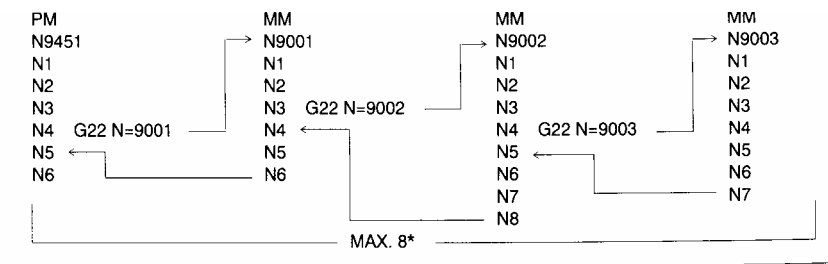 PM
N9451
N1
N2
N3
N4 G22 N=9001
N5
N6
MM
N9001
N1
N2
N3 G22 N=9002
N4
N5
N6
MM
N9002
N1
N2
N3
N4 G22 N=9003
N5
N6
N7
N8
MM
N9003
N1
N2
N3
N4
N5
N6
N7
MAX. 8*